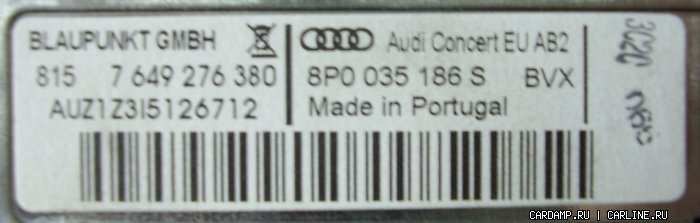 BLAUPUNKT GMBH
Audi Concert EU AB2
815 7 649 276 380
8P0 035 186 S BVX
AUZ1Z3I5126712
Made in Portugal
CARDAMP.RU | CARLINE.RU